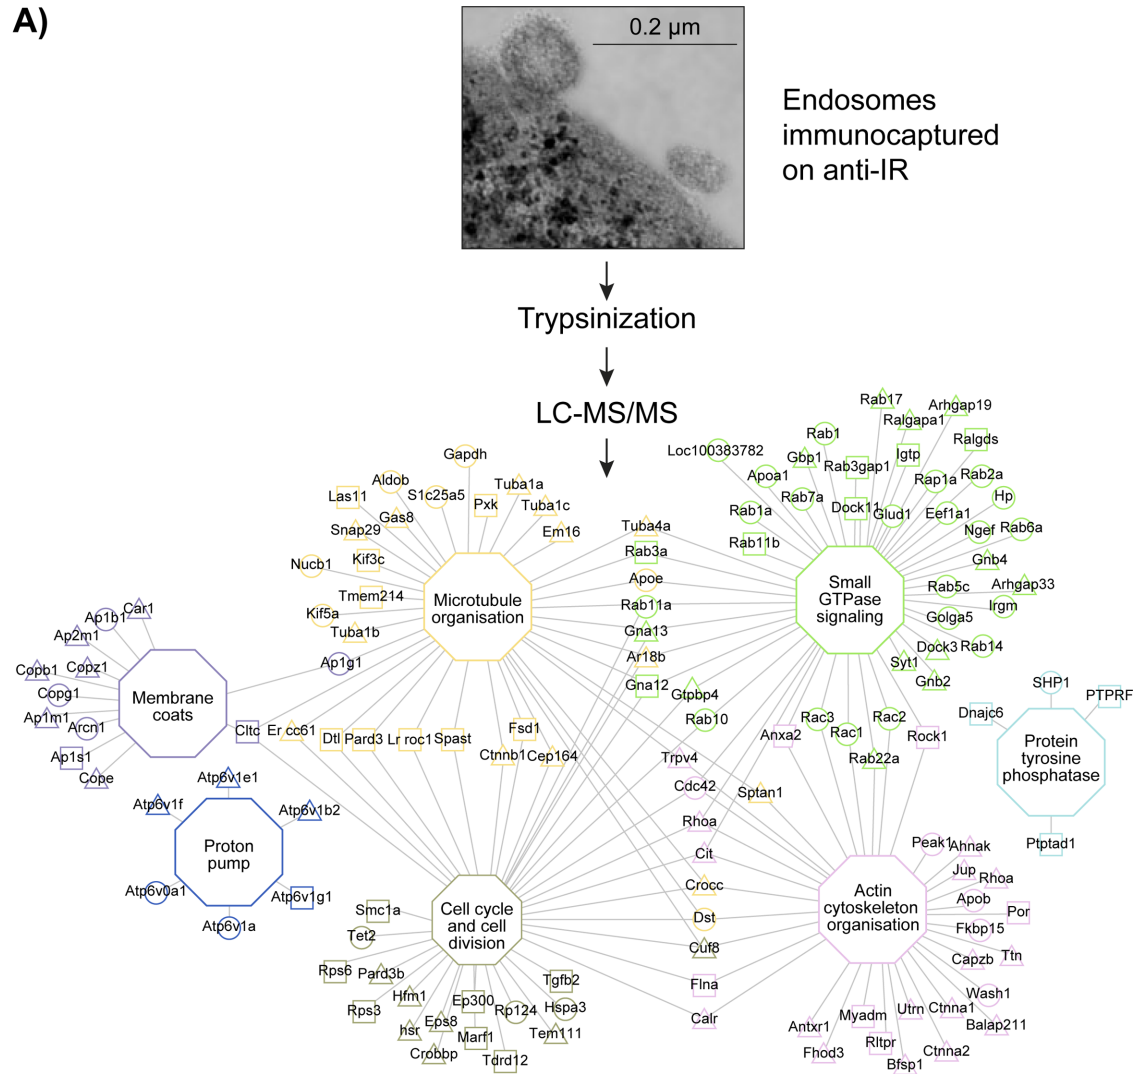 A)
0.2 µm
Endosomes
immunocaptured
on anti-IR
Trypsinization
LC-MS/MS
Gapdh
Aldob
S1c25a5
Tuba1a
Las11
Pxk
Tuba1c
Snap29
Gas8
Em16
Nucb1
Kif3c
Tmem214
Kif5a
Tuba1b
Microtubule
organisation
Tuba4a
Rab3a
Apoe
Rab11a
Gna13
Ar18b
Gna12
Gtpbp4
Rab10
Trpv4
Cdc42
Rhoa
Cit
Crocc
Dst
Cuf8
Flna
Calr
Sptan1
Loc100383782
Rab17
Ralgapa1
Arhgap19
Rab1
Gbp1
Rab3gap1
Igtp
Ralgds
Apoa1
Rab7a
Dock11
Glud1
Rap1a
Rab2a
Hp
Rab1a
Eef1a1
Rab11b
Ngef
Rab6a
Gnb4
Rab5c
Arhgap33
Irgm
Golga5
Dock3
Rab14
Syt1
Gnb2
Small
GTPase
signaling
Rac3
Rac1
Rac2
Rab22a
Anxa2
Rock1
Car1
Ap1b1
Ap2m1
Copb1
Copz1
Copg1
Ap1m1
Arcn1
Ap1s1
Cope
Membrane
coats
Ap1g1
Cltc
Er cc61
Dtl
Pard3
Lr roc1
Spast
Fsd1
Ctnnb1
Cep164
Atp6v1e1
Atp6v1f
Atp6v1b2
Proton
pump
Atp6v0a1
Atp6v1g1
Atp6v1a
SHP1
PTPRF
Dnajc6
Protein
tyrosine
phosphatase
Ptptad1
Cell cycle
and cell
division
Smc1a
Tet2
Rps6
Pard3b
Rps3
Hfm1
hsr
Eps8
Crobbp
Ep300
Marf1
Tdrd12
Rp124
Tgfb2
Hspa3
Tem111
Actin
cytoskeleton
organisation
Peak1
Ahnak
Jup
Rhoa
Apob
Por
Fkbp15
Capzb
Ttn
Wash1
Ctnna1
Balap211
Utrn
Ctnna2
Myadm
Rltpr
Bfsp1
Antxr1
Fhod3